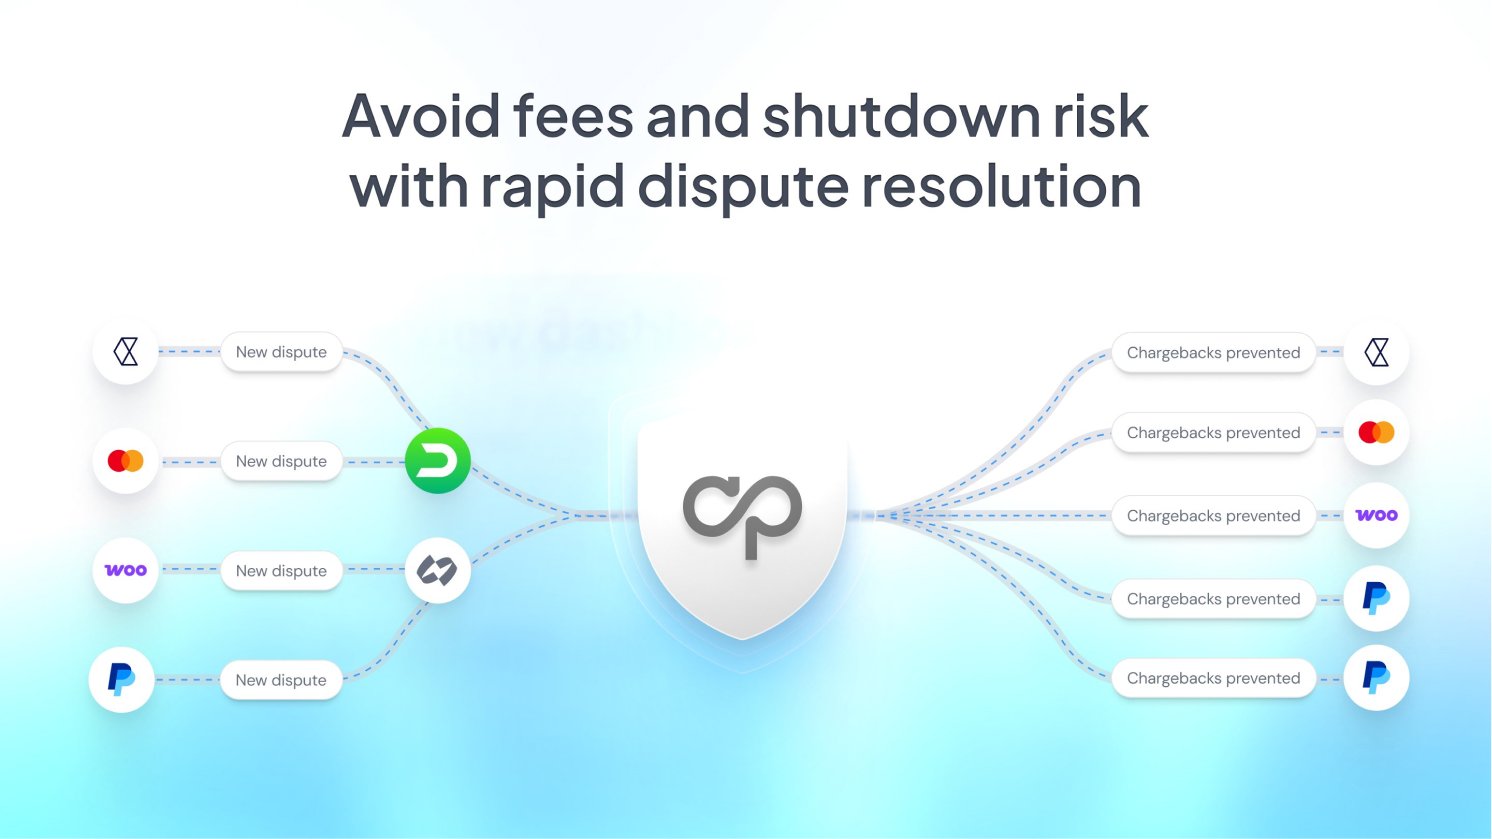 Avoid fees and shutdown risk
with rapid dispute resolution
New dispute
New dispute
woo
New dispute
New dispute
Chargebacks prevented
Chargebacks prevented
Chargebacks prevented
woo
Chargebacks prevented
Chargebacks prevented